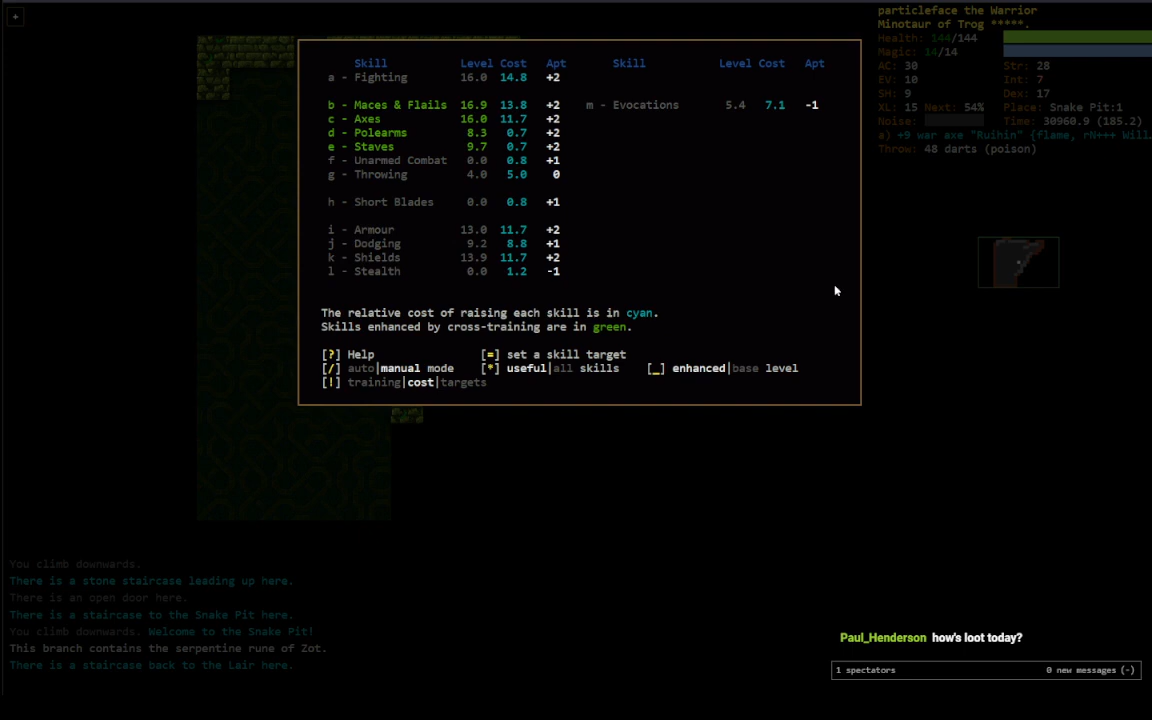 +
particleface the Warrior
Minotaur of Trog *****.
Health: 144/144
Magic: 14/14
AC: 30 Str: 28
EV: 10 Int: 7
SH: 9 Dex: 17
XL: 15 Next: 54% Place: Snake Pit:1
Noise: Time: 30960.9 (185.2)
a) +9 war axe "Ruihin" {flame, rN+++ Will
Throw: 48 darts (poison)
Skill Level Cost Apt Skill Level Cost Apt
a - Fighting 16.0 14.8 +2
b - Maces & Flails 16.9 13.8 +2 m - Evocations 5.4 7.1 -1
c - Axes 16.0 11.7 +2
d - Polearms 8.3 0.7 +2
e - Staves 9.7 0.7 +2
f - Unarmed Combat 0.0 0.8 +1
g - Throwing 4.0 5.0 0
h - Short Blades 0.0 0.8 +1
i - Armour 13.0 11.7 +2
j - Dodging 9.2 8.8 +1
k - Shields 13.9 11.7 +2
l - Stealth 0.0 1.2 -1
The relative cost of raising each skill is in cyan.
Skills enhanced by cross-training are in green.
[?] Help [=] set a skill target
[/] auto|manual mode [*] useful|all skills [_] enhanced|base level
[!] training|cost|targets
You climb downwards.
There is a stone staircase leading up here.
There is an open door here.
There is a staircase to the Snake Pit here.
You climb downwards. Welcome to the Snake Pit!
This branch contains the serpentine rune of Zot.
There is a staircase back to the Lair here.
Paul_Henderson how's loot today?
1 spectators 0 new messages (-)